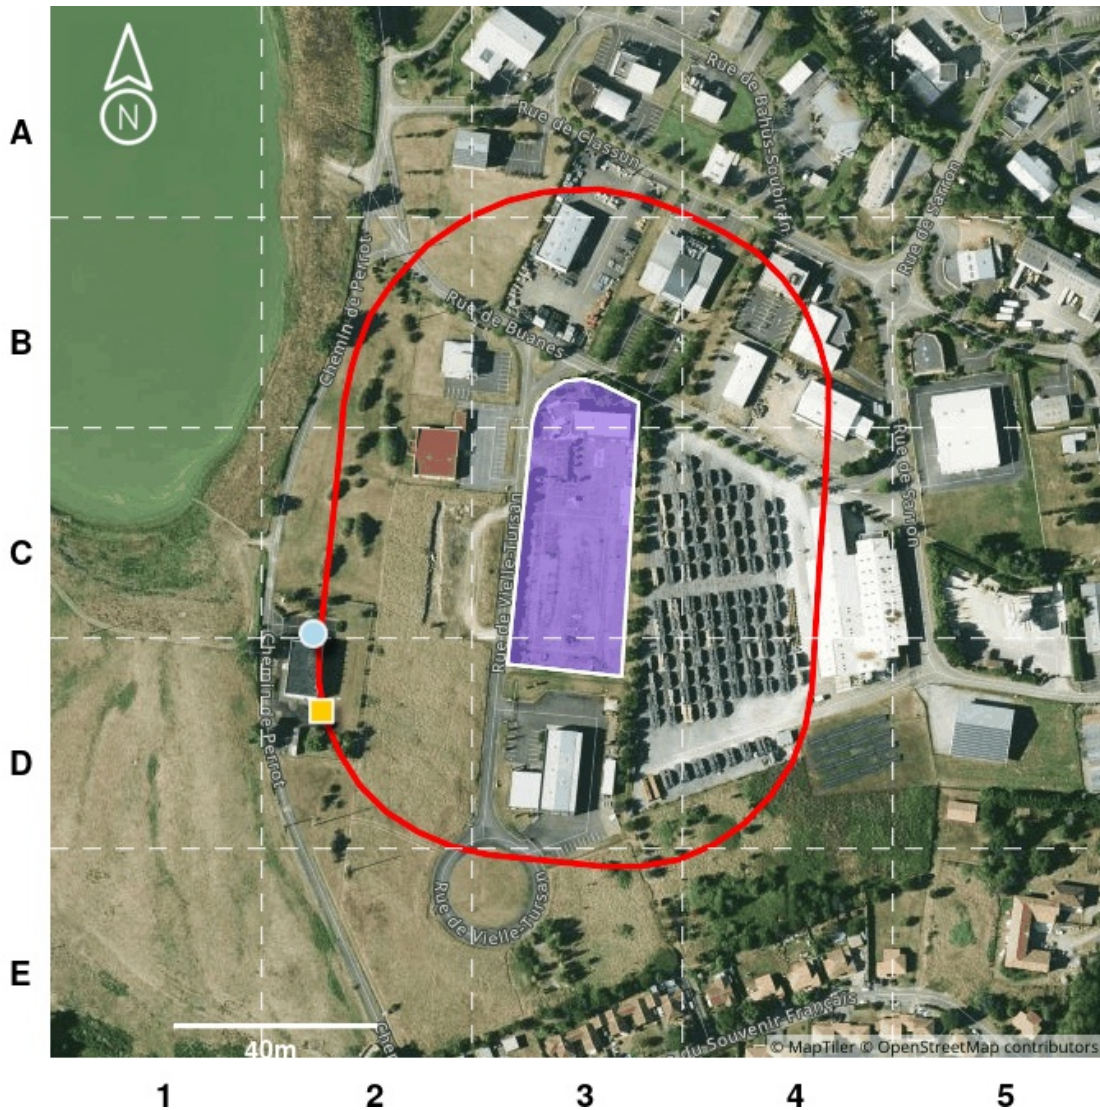 N
A
Rue de Bahus-Soubiran
Rue de Classun
Rue de Sarron
Chemin de Perrot
B
Rue de Buanes
Rue de Sarron
C
Rue de Vielle-Tursan
Chemin de Perrot
D
Rue de Vielle-Tursan
E
du Souvenir Français
40m
Che
© MapTiler © OpenStreetMap contributors
1 2 3 4 5